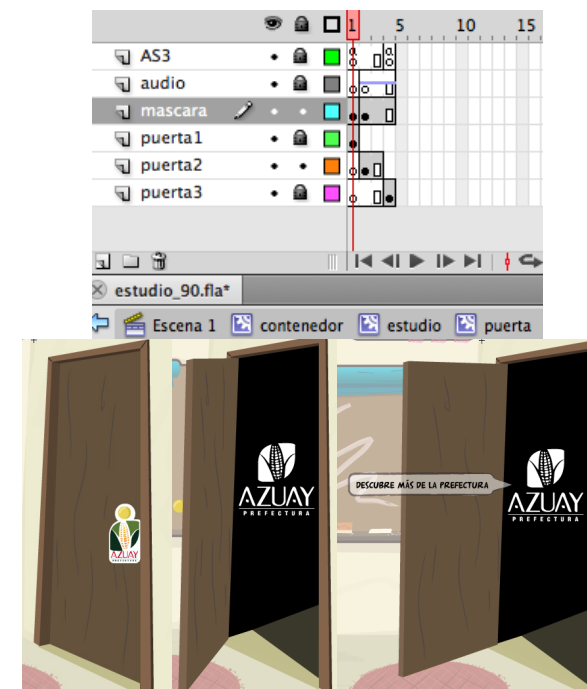 1 5 10 15
AS3
audio
mascara
puerta1
puerta2
puerta3
estudio_90.fla*
Escena 1 contenedor estudio puerta
AZUAY
AZUAY
PREFECTURA
DESCUBRE MÁS DE LA PREFECTURA
AZUAY
PREFECTURA